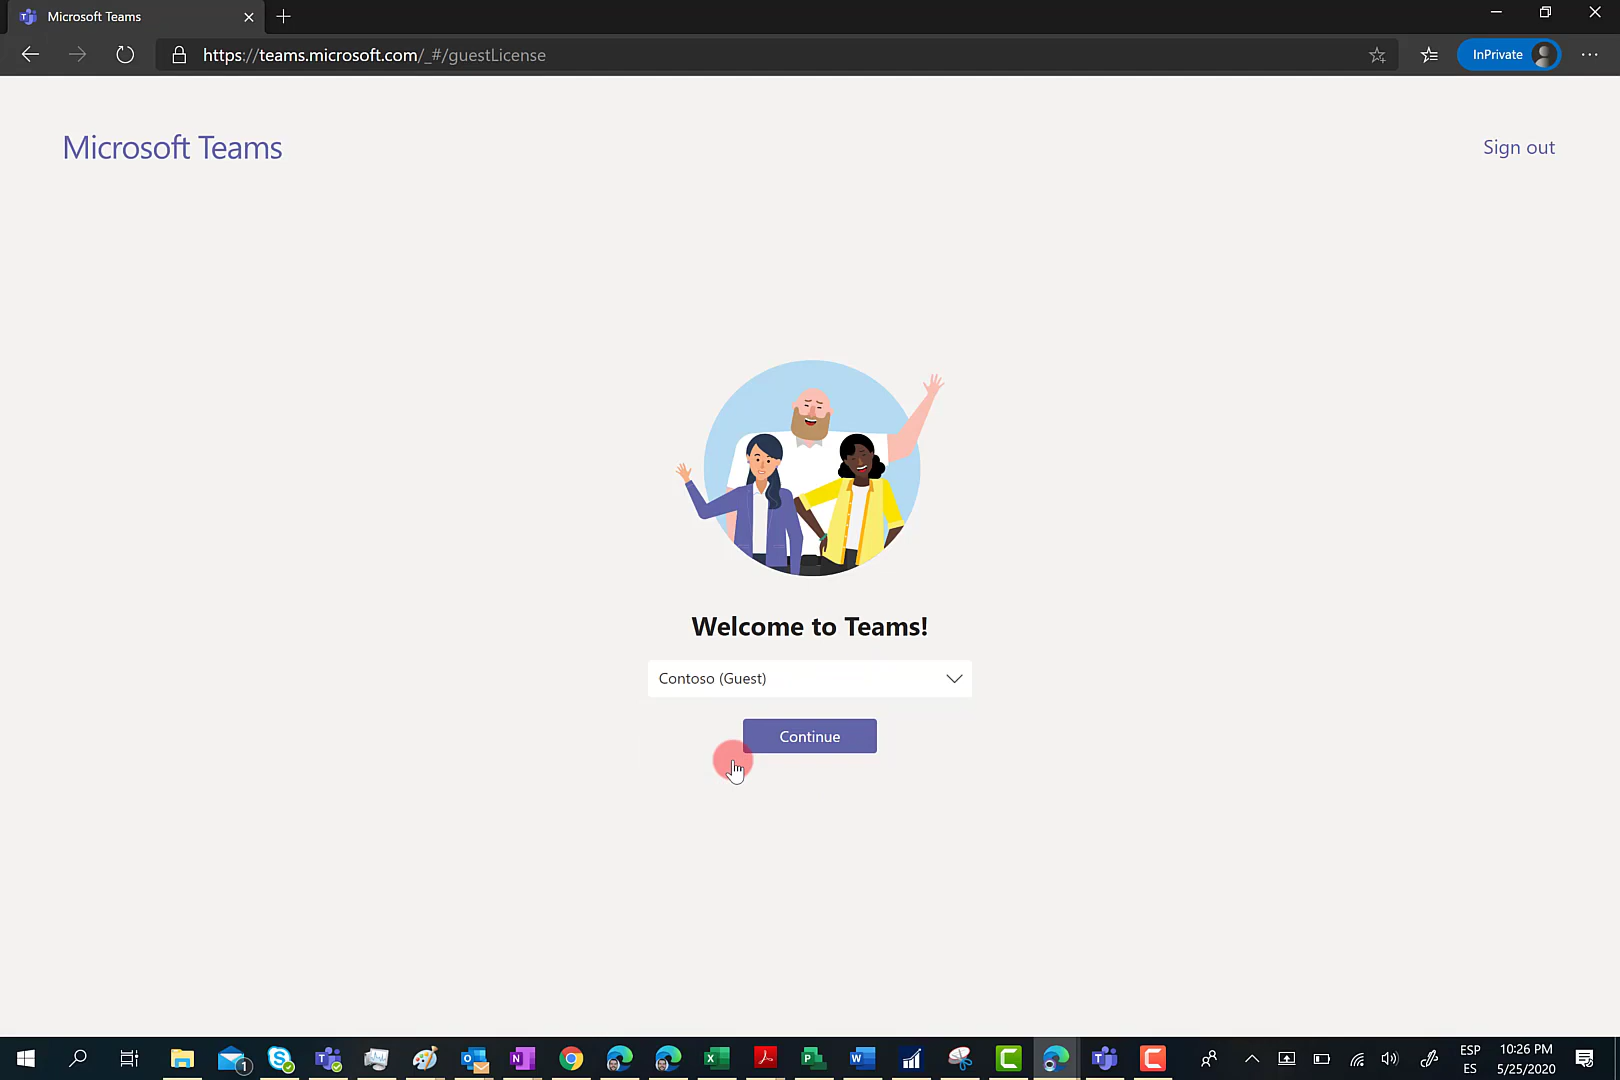 Microsoft Teams
https://teams.microsoft.com/_#/guestLicense
InPrivate
Microsoft Teams
Sign out
Welcome to Teams!
Contoso (Guest)
Continue
1
ESP
ES
10:26 PM
5/25/2020